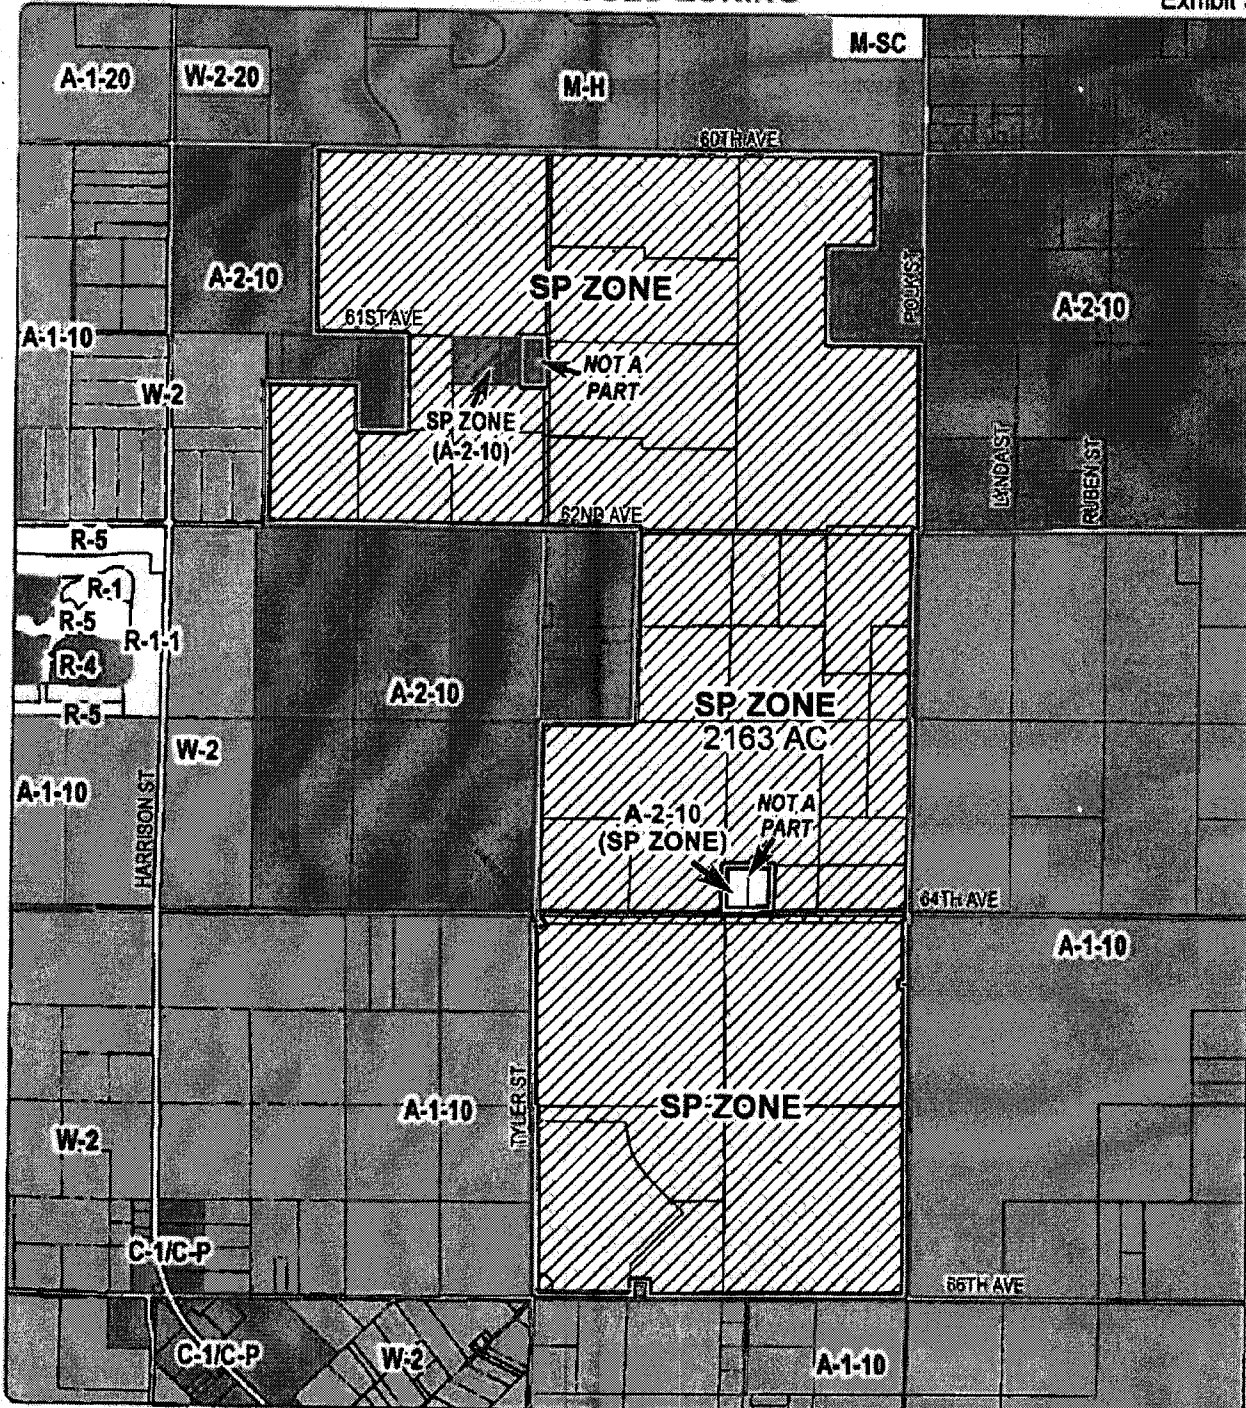 M-SC
A-1-20
W-2-20
M-H
60TH AVE
A-2-10
SP ZONE
POLK ST
A-2-10
61ST AVE
A-1-10
NOT A
PART
W-2
SP ZONE
(A-2-10)
LYNDA ST
RUBEN ST
62ND AVE
R-5
R-1
R-5
R-1-1
R-4
A-2-10
R-5
SP ZONE
2163 AC
W-2
A-1-10
HARRISON ST
NOT A
PART
A-2-10
(SP ZONE)
64TH AVE
A-1-10
TYLER ST
A-1-10
SP ZONE
W-2
C-1/C-P
66TH AVE
C-1/C-P
W-2
A-1-10